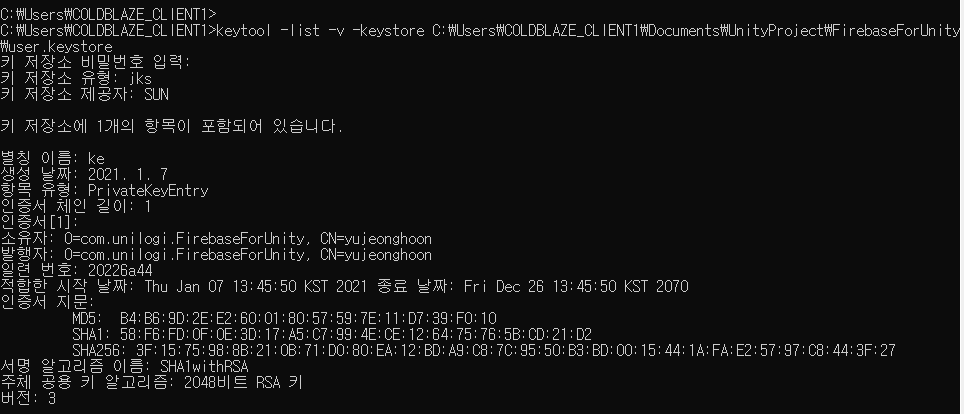 C:₩Users₩COLDBLAZE_CLIENT1>
C:₩Users₩COLDBLAZE_CLIENT1>keytool -list -v -keystore C:₩Users₩COLDBLAZE_CLIENT1₩Documents₩UnityProject₩FirebaseForUnity
₩user.keystore
키 저장소 비밀번호 입력:
키 저장소 유형: jks
키 저장소 제공자: SUN
키 저장소에 1개의 항목이 포함되어 있습니다.
별칭 이름: ke
생성 날짜: 2021. 1. 7
항목 유형: PrivateKeyEntry
인증서 체인 길이: 1
인증서[1]:
소유자: O=com.unilogi.FirebaseForUnity, CN=yujeonghoon
발행자: O=com.unilogi.FirebaseForUnity, CN=yujeonghoon
일련 번호: 20226a44
적합한 시작 날짜: Thu Jan 07 13:45:50 KST 2021 종료 날짜: Fri Dec 26 13:45:50 KST 2070
인증서 지문:
MD5:  B4:B6:9D:2E:E2:60:01:80:57:59:7E:11:D7:39:F0:10
SHA1: 58:F6:FD:0F:0E:3D:17:A5:C7:99:4E:CE:12:64:75:76:5B:CD:21:D2
SHA256: 3F:15:75:98:8B:21:0B:71:D0:80:EA:12:BD:A9:C8:7C:95:50:B3:BD:00:15:44:1A:FA:E2:57:97:C8:44:3F:27
서명 알고리즘 이름: SHA1withRSA
주체 공용 키 알고리즘: 2048비트 RSA 키
버전: 3